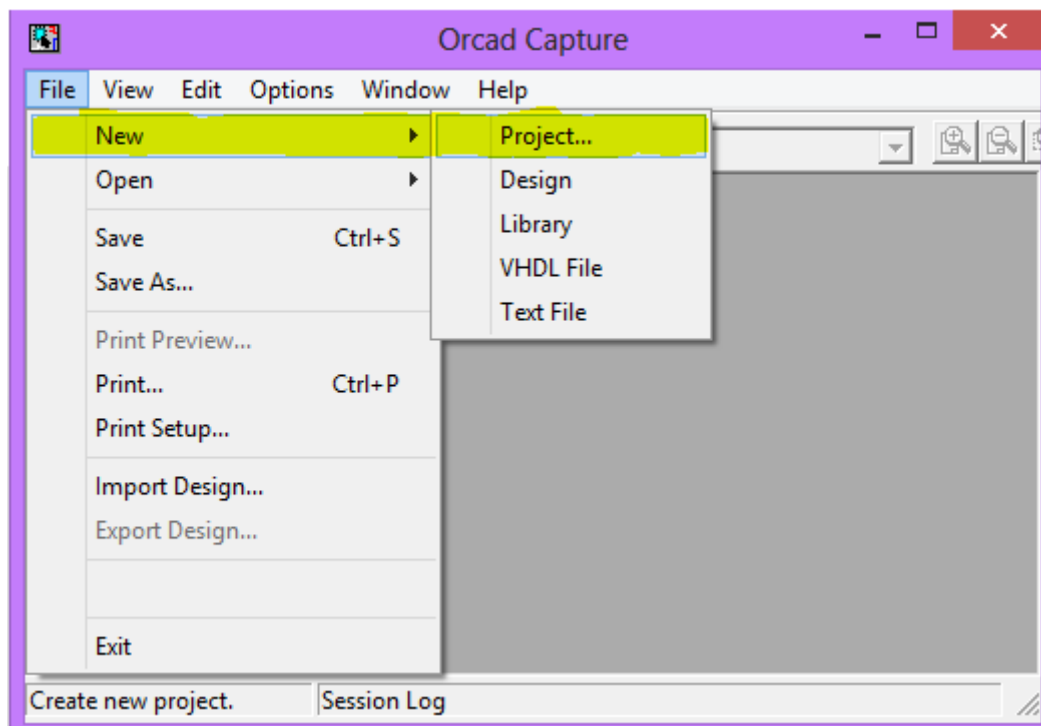 Orcad Capture
File View Edit Options Window Help
New
Open
Save Ctrl+S
Save As...
Print Preview...
Print... Ctrl+P
Print Setup...
Import Design...
Export Design...
Exit
Project...
Design
Library
VHDL File
Text File
Create new project. Session Log